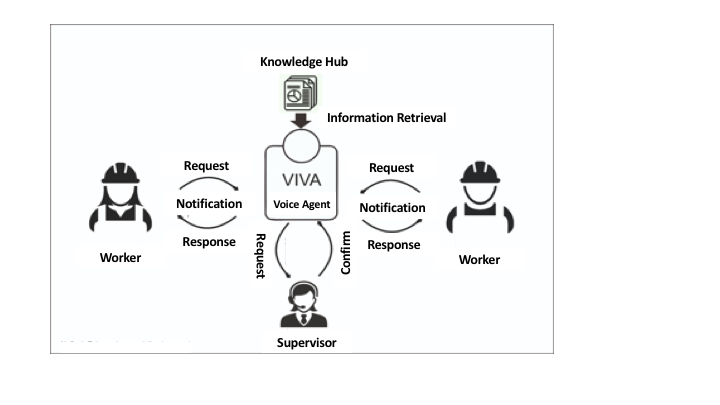 Knowledge Hub
Information Retrieval
Request
Notification
Response
Worker
VIVA
Voice Agent
Request
Notification
Response
Worker
Request
Confirm
Supervisor